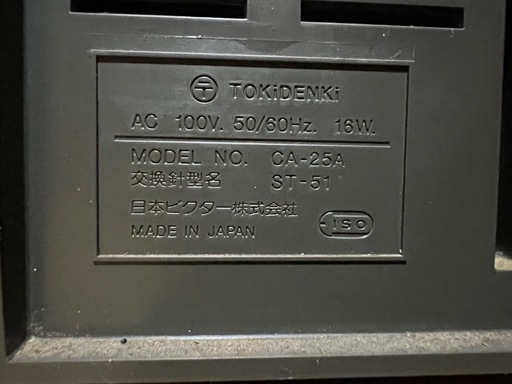 〒 TOKiDENKi
AC 100V. 50/60Hz. 16W.
MODEL NO. CA-25A
交換針型名 ST-51
日本ビクター株式会社
MADE IN JAPAN
ISO